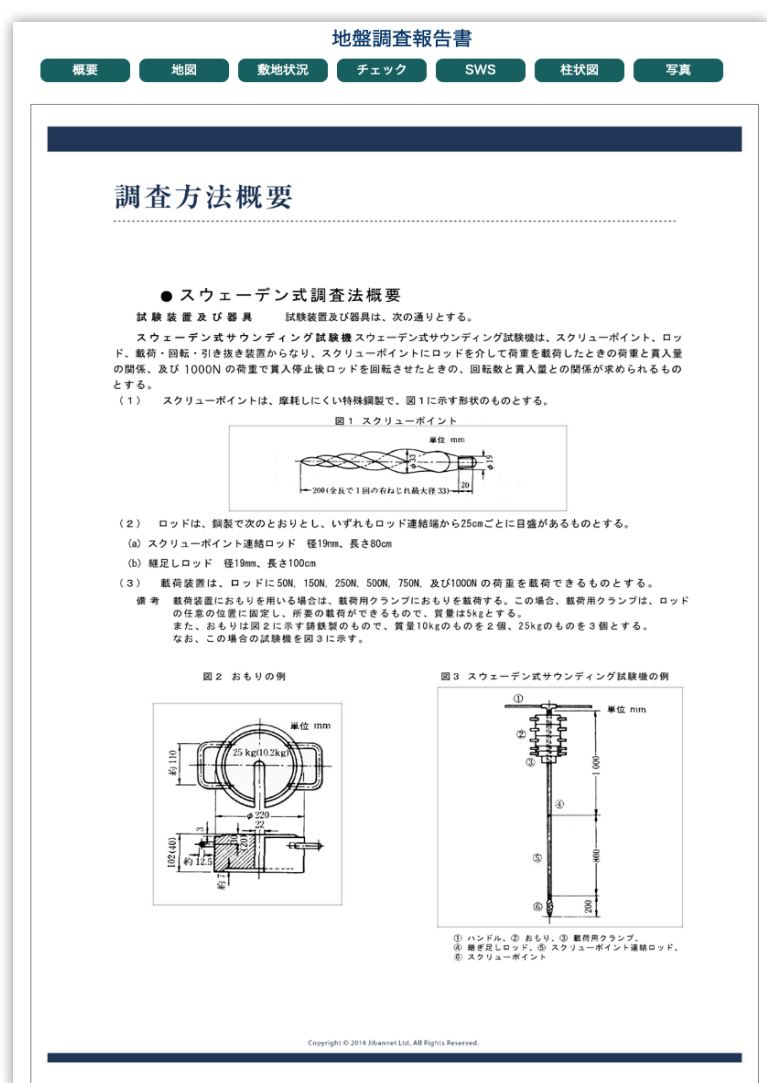 地盤調査報告書
概要 地図 敷地状況 チェック SWS 柱状図 写真
調査方法概要
● スウェーデン式調査法概要
試験装置及び器具 試験装置及び器具は、次の通りとする。
スウェーデン式サウンディング試験機 スウェーデン式サウンディング試験機は、スクリューポイント、ロッ
ド、載荷・回転・引き抜き装置からなり、スクリューポイントにロッドを介して荷重を載荷したときの荷重と貫入量
の関係、及び 1000N の荷重で貫入停止後ロッドを回転させたときの、回転数と貫入量との関係が求められるもの
とする。
(1) スクリューポイントは、摩耗しにくい特殊鋼製で、図1に示す形状のものとする。
図1 スクリューポイント
単位 mm
φ33
φ19
200(全長で1回の右ねじれ最大径33)
20
(2) ロッドは、鋼製で次のとおりとし、いずれもロッド連結端から25cmごとに目盛があるものとする。
(a) スクリューポイント連結ロッド 径19mm、長さ80cm
(b) 継足しロッド 径19mm、長さ100cm
(3) 載荷装置は、ロッドに 50N, 150N, 250N, 500N, 750N, 及び1000N の荷重を載荷できるものとする。
備考 載荷装置におもりを用いる場合は、載荷用クランプにおもりを載荷する。この場合、載荷用クランプは、ロッド
の任意の位置に固定し、所要の載荷ができるもので、質量は5kgとする。
また、おもりは図2に示す鋳鉄製のもので、質量10kgのものを2個、25kgのものを3個とする。
なお、この場合の試験機を図3に示す。
図2 おもりの例
単位 mm
25 kg(10.2kg)
約110
φ220
22
3
30
(20)
102(40)
約12.5
約7
図3 スウェーデン式サウンディング試験機の例
①
単位 mm
②
③
1 000
④
⑤
800
⑥
200
① ハンドル、② おもり、③ 載荷用クランプ、
④ 継ぎ足しロッド、⑤ スクリューポイント連結ロッド、
⑥ スクリューポイント
Copyright © 2014 Jibannet Ltd, All Rights Reserved.